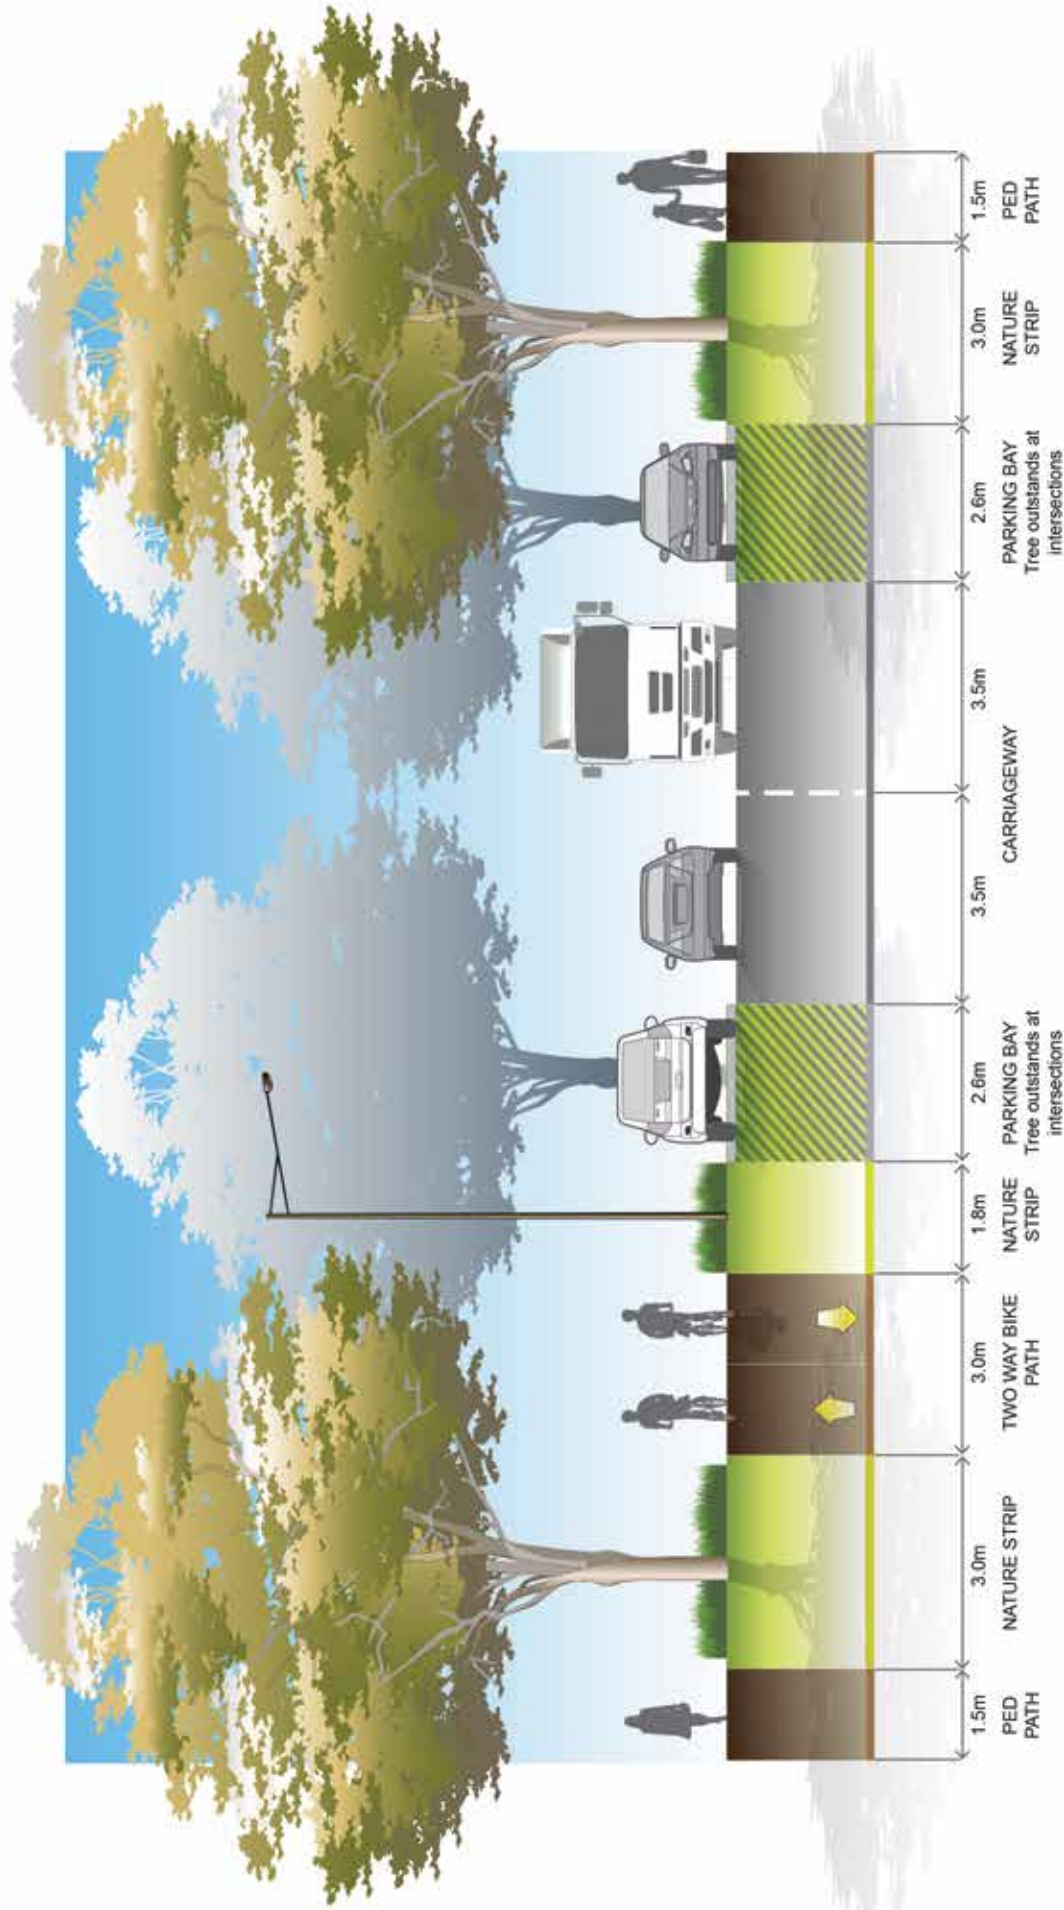 1.5m
3.0m
3.0m
1.8m
2.6m
3.5m
3.5m
2.6m
3.0m
1.5m
PED
PATH
NATURE STRIP
TWO WAY BIKE
PATH
NATURE
STRIP
PARKING BAY
Tree outstands at
intersections
CARRIAGEWAY
PARKING BAY
Tree outstands at
intersections
NATURE
STRIP
PED
PATH